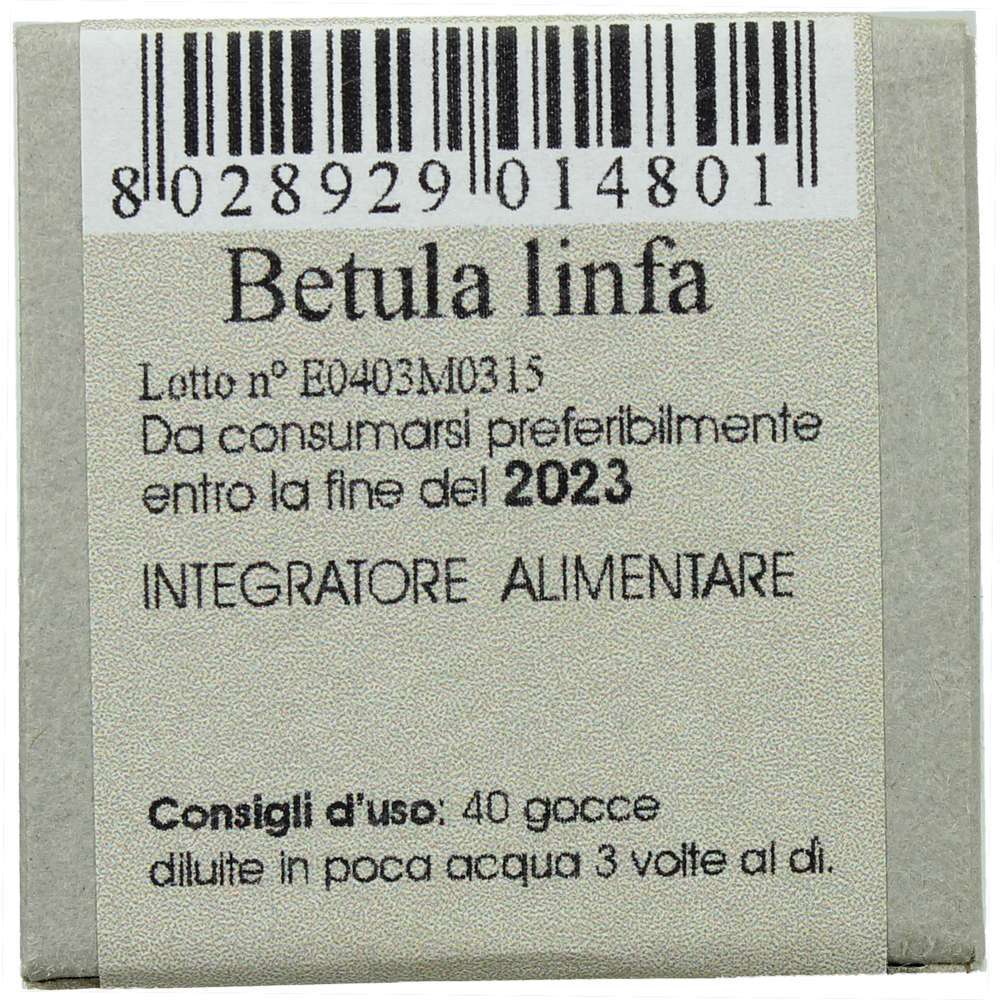 8 028929 014801
Betula linfa
Lotto n° E0403M0315
Da consumarsi preferibilmente
entro la fine del 2023
INTEGRATORE ALIMENTARE
Consigli d'uso: 40 gocce
diluite in poca acqua 3 volte al dì.